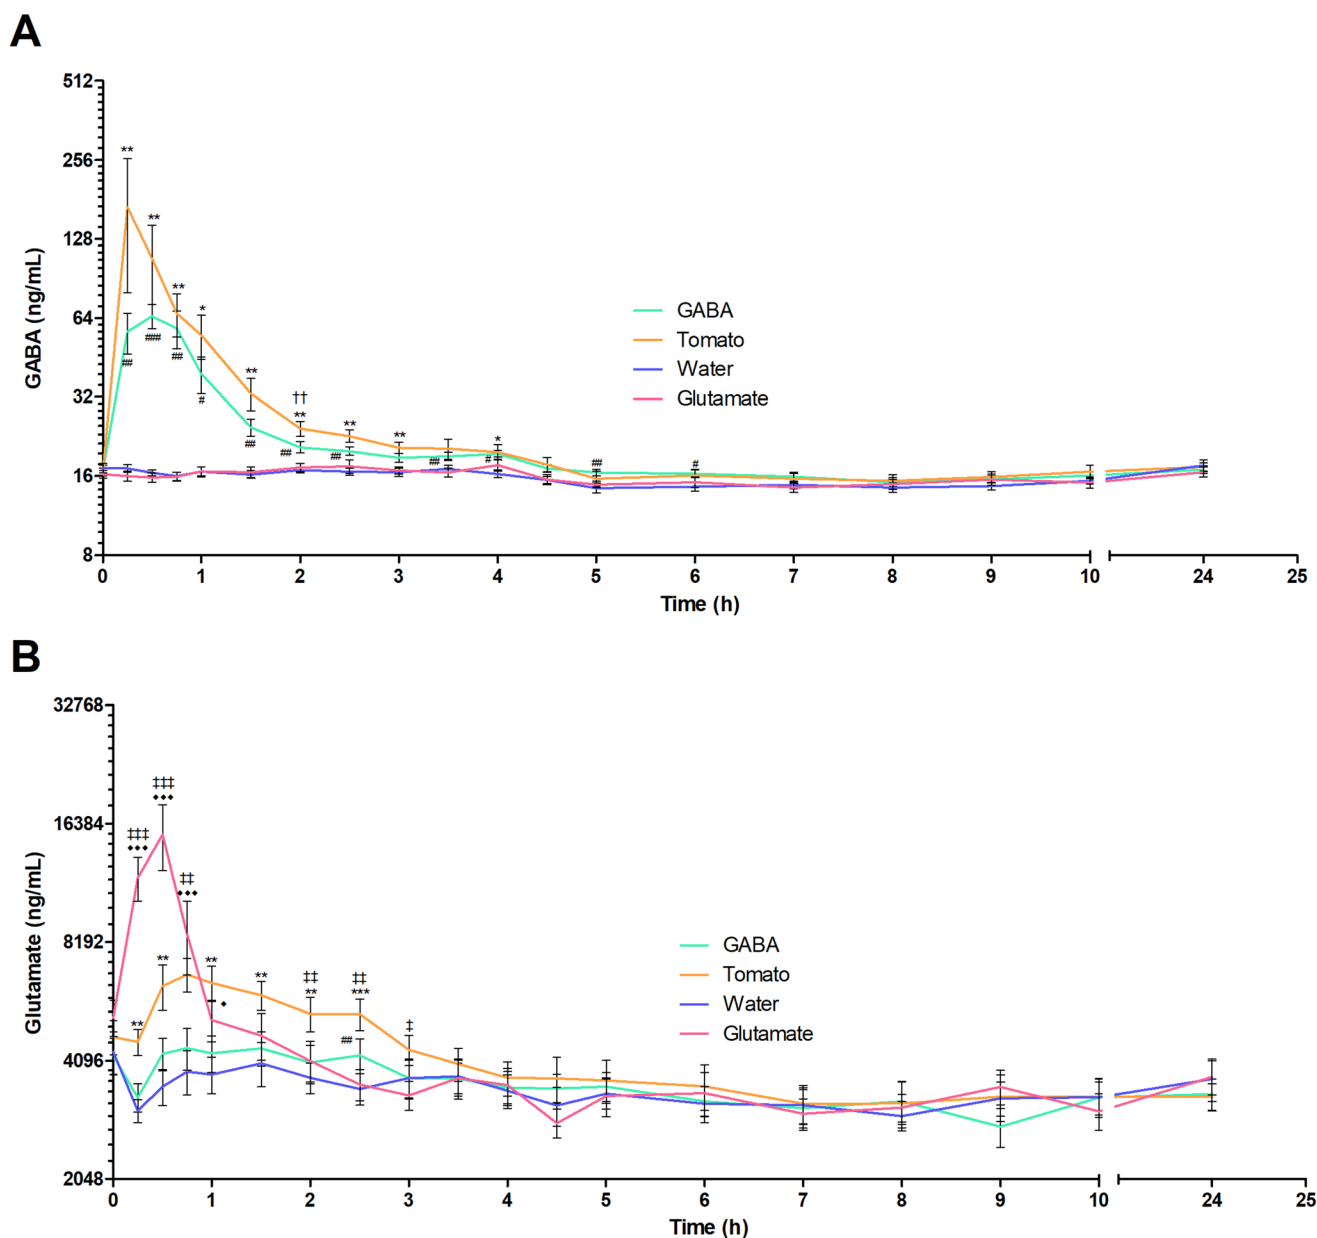 A
512
256
128
64
32
16
8
GABA (ng/mL)
** ** ** * ** †† ** ** ** *
## ### ## # ## ## ## ## # ## #
GABA
Tomato
Water
Glutamate
0 1 2 3 4 5 6 7 8 9 10 24 25
Time (h)
B
32768
16384
8192
4096
2048
Glutamate (ng/mL)
‡‡‡ ‡‡‡ ‡‡ ‡‡ ‡‡ ‡
◆◆◆ ◆◆◆ ◆◆◆ ◆
** ** ** ** ** ***
##
GABA
Tomato
Water
Glutamate
0 1 2 3 4 5 6 7 8 9 10 24 25
Time (h)